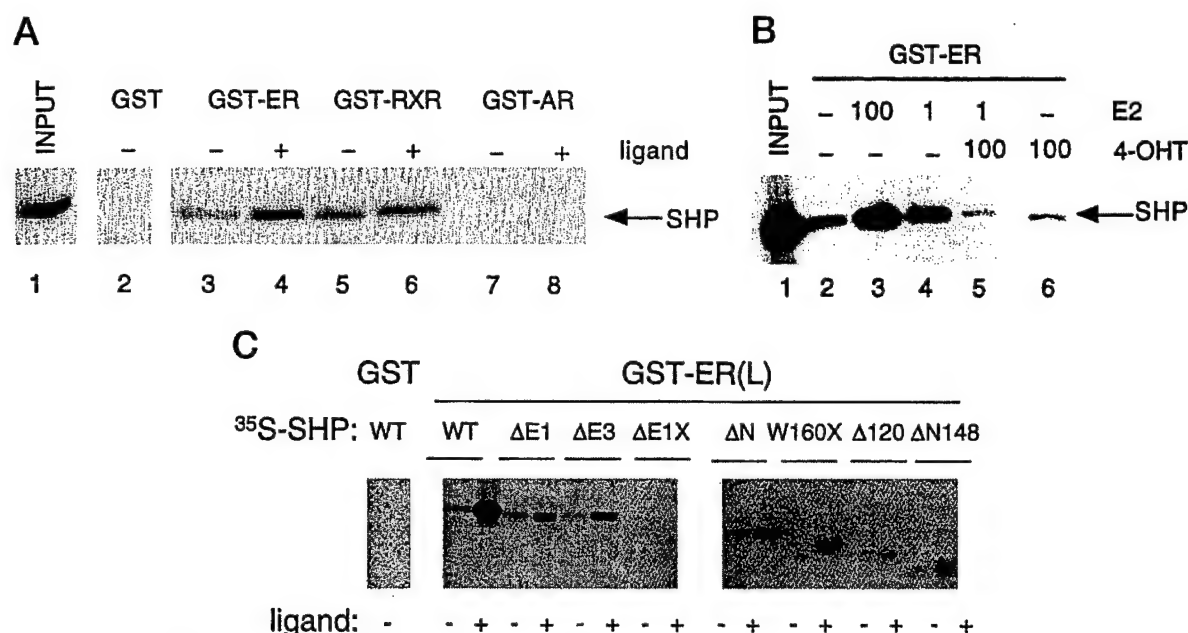 A
INPUT
GST GST-ER GST-RXR GST-AR
– – + – + – + ligand
SHP
1 2 3 4 5 6 7 8
B
GST-ER
INPUT
– 100 1 1 – E2
– – – 100 100 4-OHT
SHP
1 2 3 4 5 6
C
GST GST-ER(L)
³⁵S-SHP: WT WT ΔE1 ΔE3 ΔE1X ΔN W160X Δ120 ΔN148
ligand: - - + - + - + - + - + - + - + - +